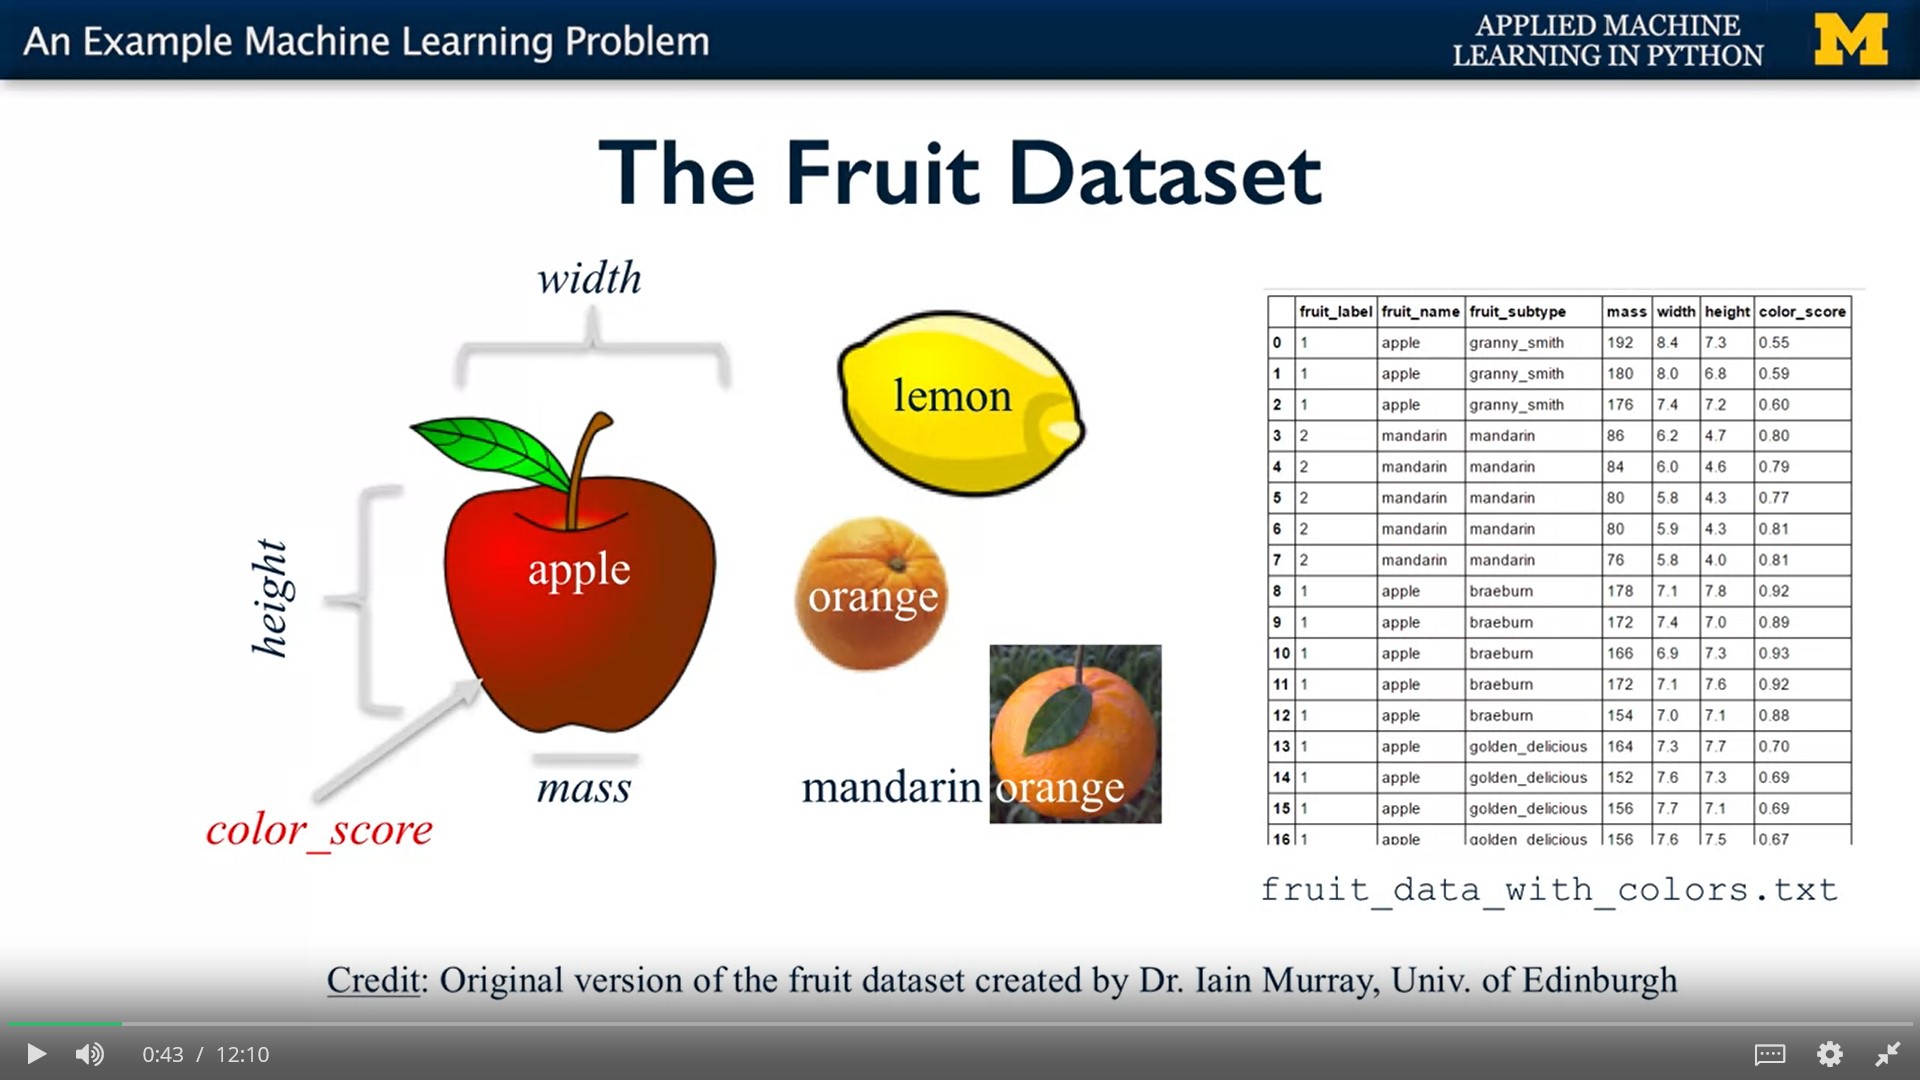 An Example Machine Learning Problem
APPLIED MACHINE
LEARNING IN PYTHON
M
The Fruit Dataset
width
height
apple
mass
color_score
lemon
orange
mandarin orange
fruit_label fruit_name fruit_subtype mass width height color_score
0 1 apple granny_smith 192 8.4 7.3 0.55
1 1 apple granny_smith 180 8.0 6.8 0.59
2 1 apple granny_smith 176 7.4 7.2 0.60
3 2 mandarin mandarin 86 6.2 4.7 0.80
4 2 mandarin mandarin 84 6.0 4.6 0.79
5 2 mandarin mandarin 80 5.8 4.3 0.77
6 2 mandarin mandarin 80 5.9 4.3 0.81
7 2 mandarin mandarin 76 5.8 4.0 0.81
8 1 apple braeburn 178 7.1 7.8 0.92
9 1 apple braeburn 172 7.4 7.0 0.89
10 1 apple braeburn 166 6.9 7.3 0.93
11 1 apple braeburn 172 7.1 7.6 0.92
12 1 apple braeburn 154 7.0 7.1 0.88
13 1 apple golden_delicious 164 7.3 7.7 0.70
14 1 apple golden_delicious 152 7.6 7.3 0.69
15 1 apple golden_delicious 156 7.7 7.1 0.69
16 1 apple golden_delicious 156 7.6 7.5 0.67
fruit_data_with_colors.txt
Credit: Original version of the fruit dataset created by Dr. Iain Murray, Univ. of Edinburgh
0:43 / 12:10